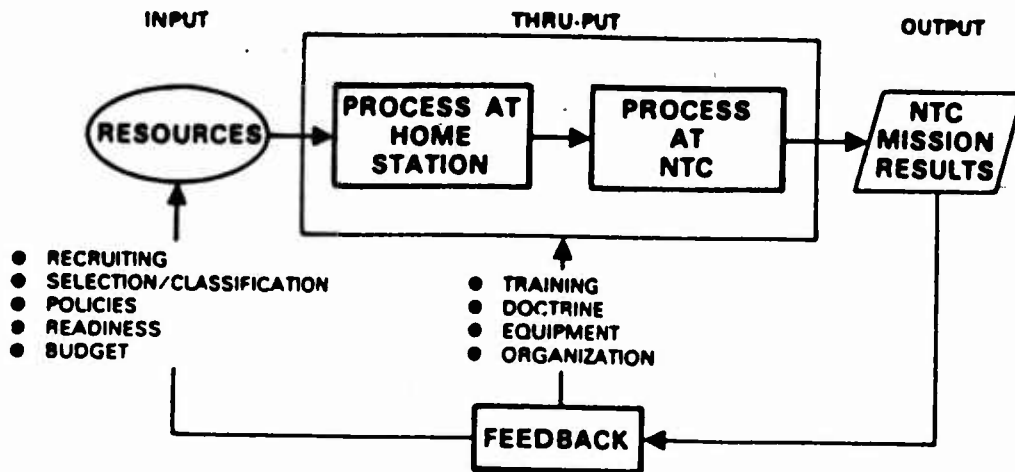 INPUT
THRU-PUT
OUTPUT
RESOURCES
PROCESS AT
HOME
STATION
PROCESS
AT
NTC
NTC
MISSION
RESULTS
● RECRUITING
● SELECTION/CLASSIFICATION
● POLICIES
● READINESS
● BUDGET
● TRAINING
● DOCTRINE
● EQUIPMENT
● ORGANIZATION
FEEDBACK